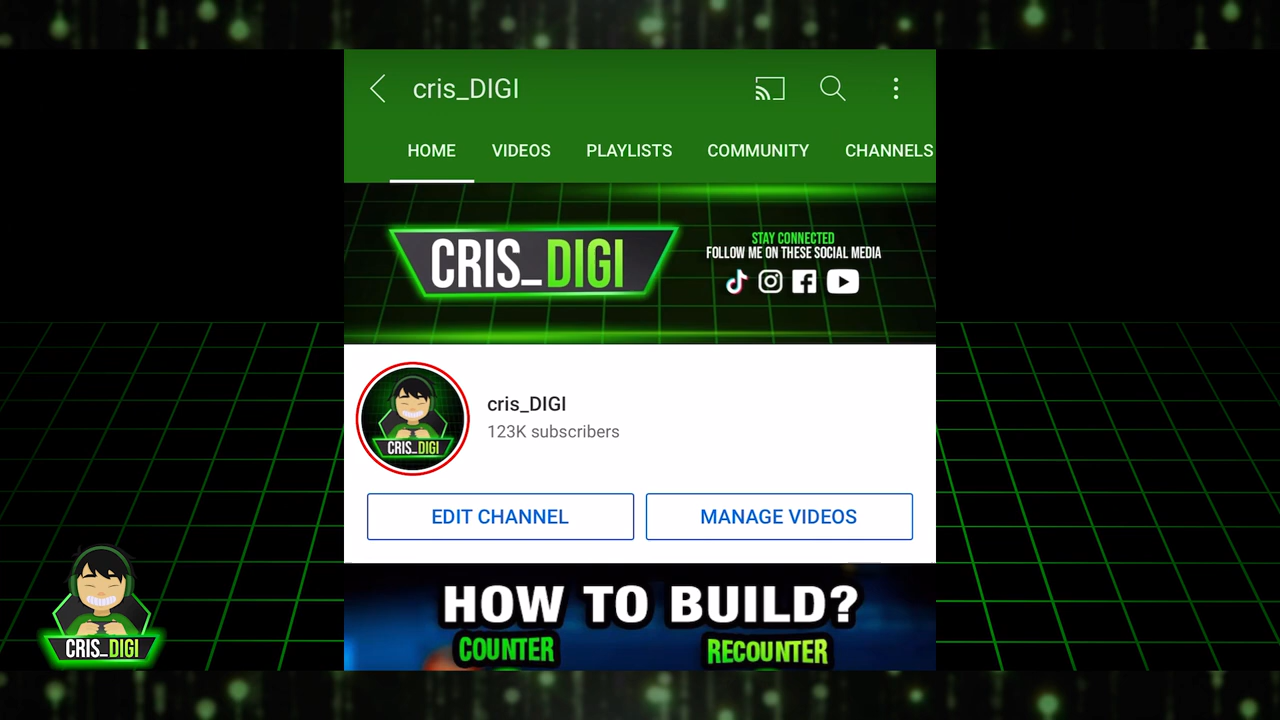 cris_DIGI
HOME VIDEOS PLAYLISTS COMMUNITY CHANNELS
CRIS_DIGI
STAY CONNECTED
FOLLOW ME ON THESE SOCIAL MEDIA
CRIS_DIGI
cris_DIGI
123K subscribers
EDIT CHANNEL MANAGE VIDEOS
HOW TO BUILD?
COUNTER RECOUNTER
CRIS_DIGI